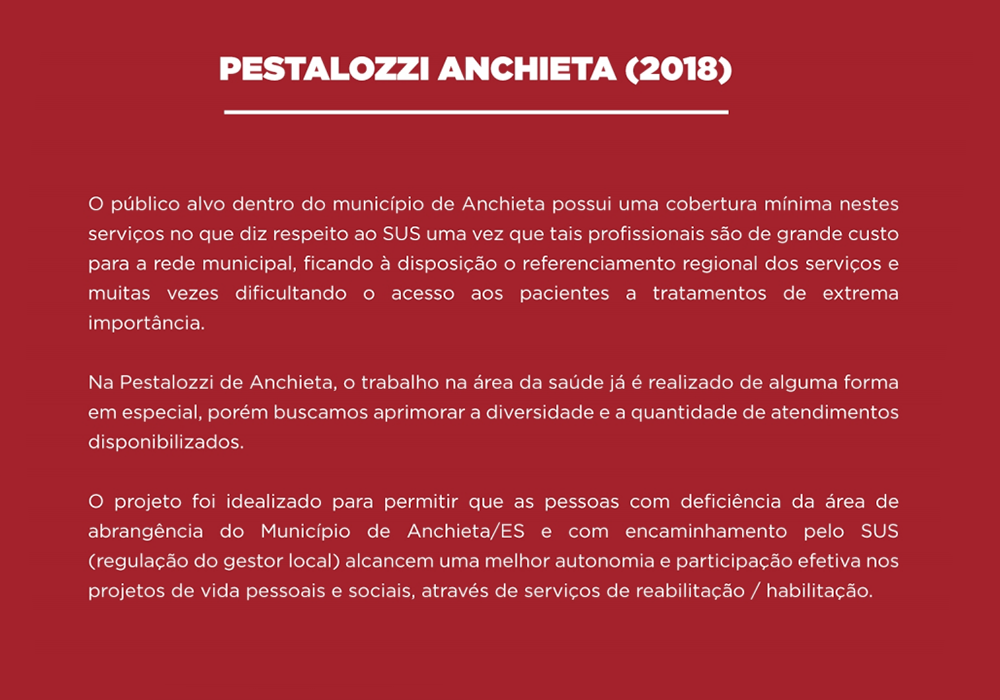 PESTALOZZI ANCHIETA (2018)
O público alvo dentro do município de Anchieta possui uma cobertura mínima nestes
serviços no que diz respeito ao SUS uma vez que tais profissionais são de grande custo
para a rede municipal, ficando à disposição o referenciamento regional dos serviços e
muitas vezes dificultando o acesso aos pacientes a tratamentos de extrema
importância.
Na Pestalozzi de Anchieta, o trabalho na área da saúde já é realizado de alguma forma
em especial, porém buscamos aprimorar a diversidade e a quantidade de atendimentos
disponibilizados.
O projeto foi idealizado para permitir que as pessoas com deficiência da área de
abrangência do Município de Anchieta/ES e com encaminhamento pelo SUS
(regulação do gestor local) alcancem uma melhor autonomia e participação efetiva nos
projetos de vida pessoais e sociais, através de serviços de reabilitação / habilitação.